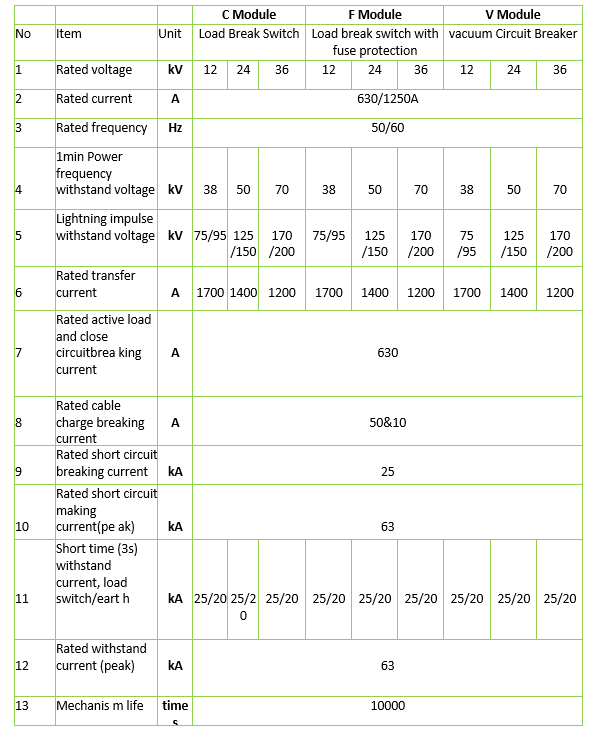 C Module F Module V Module
No Item Unit Load Break Switch Load break switch with vacuum Circuit Breaker
fuse protection
1 Rated voltage kV 12 24 36 12 24 36 12 24 36
2 Rated current A 630/1250A
3 Rated frequency Hz 50/60
1min Power
frequency
4 withstand voltage kV 38 50 70 38 50 70 38 50 70
Lightning impulse
5 withstand voltage kV 75/95 125 170 75/95 125 170 75 125 170
/150 /200 /150 /200 /95 /150 /200
Rated transfer
6 current A 1700 1400 1200 1700 1400 1200 1700 1400 1200
Rated active load
and close
7 circuitbrea king A 630
current
Rated cable
8 charge breaking A 50&10
current
Rated short circuit
9 breaking current kA 25
Rated short circuit
making
10 current(pe ak) kA 63
Short time (3s)
withstand
current, load
11 switch/eart h kA 25/20 25/2 25/20 25/20 25/20 25/20 25/20 25/20 25/20
0
Rated withstand
12 current (peak) kA 63
13 Mechanis m life time 10000
s